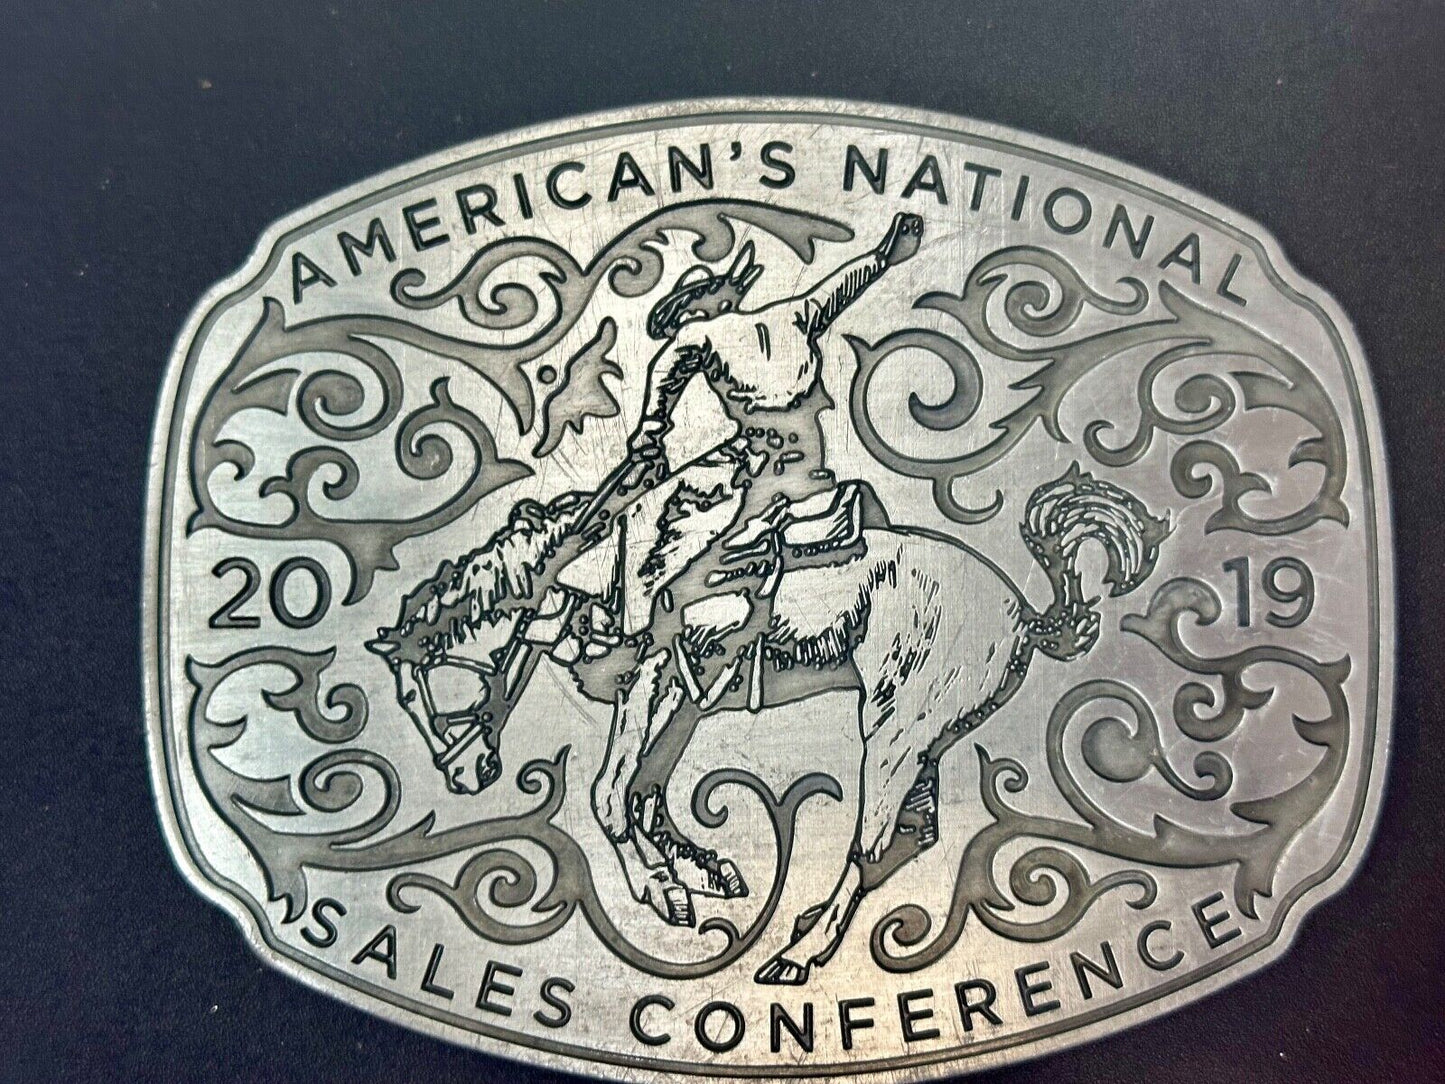 AMERICAN'S NATIONAL
20 19
SALES CONFERENCE